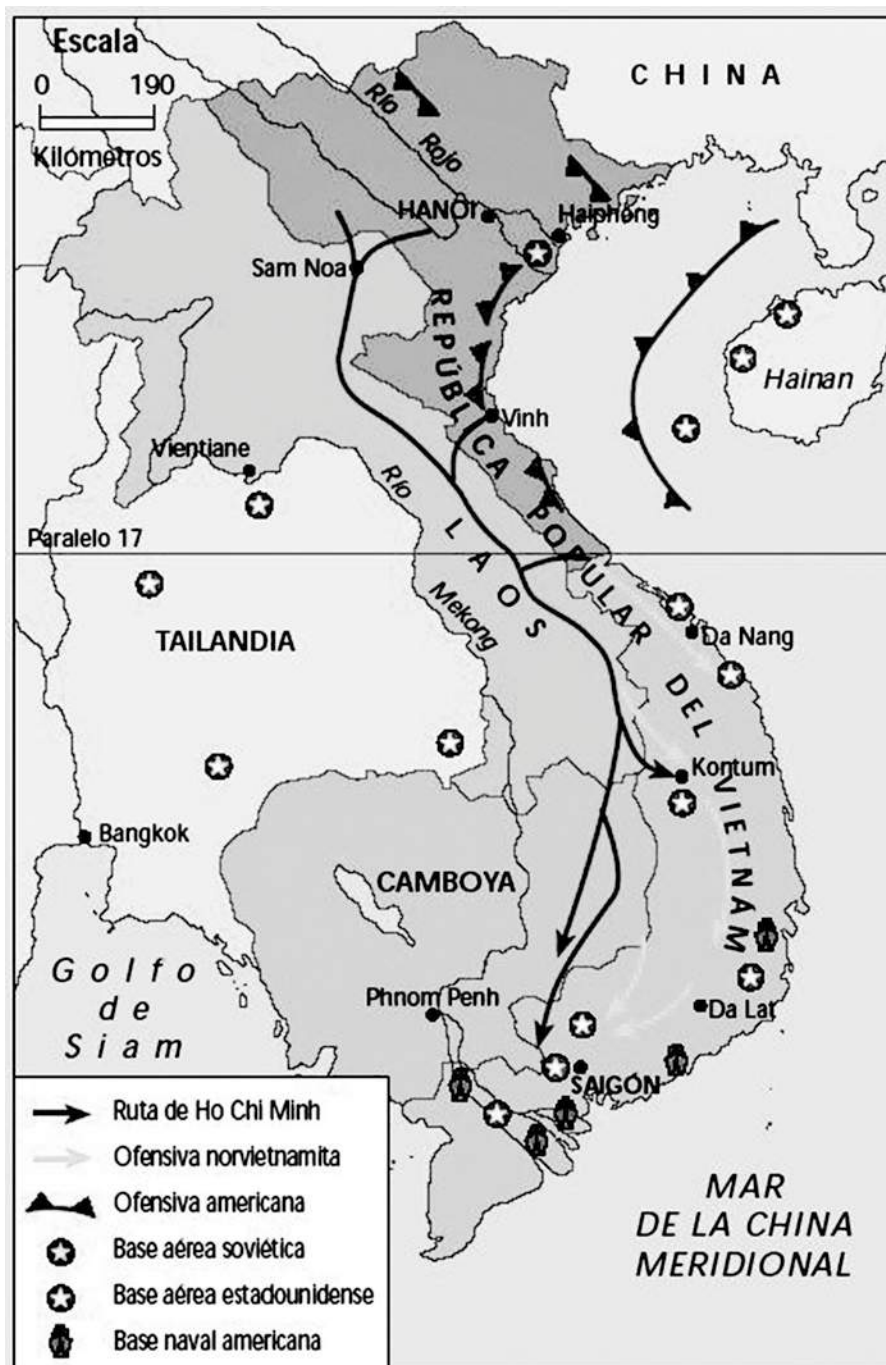 Escala
0 190
Kilómetros
CHINA
Río
Rojo
HANÔI
Haiphong
Sam Noa
REPÚBLICA POPULAR DEL VIETNAM
Hainan
Vinh
Vientiane
Río
Mekong
LAOS
Paralelo 17
TAILANDIA
Da Nang
Kontum
Bangkok
CAMBOYA
Golfo
de
Siam
Phnom Penh
Da Lat
SAIGÓN
Ruta de Ho Chi Minh
Ofensiva norvietnamita
Ofensiva americana
Base aérea soviética
Base aérea estadounidense
Base naval americana
MAR
DE LA CHINA
MERIDIONAL